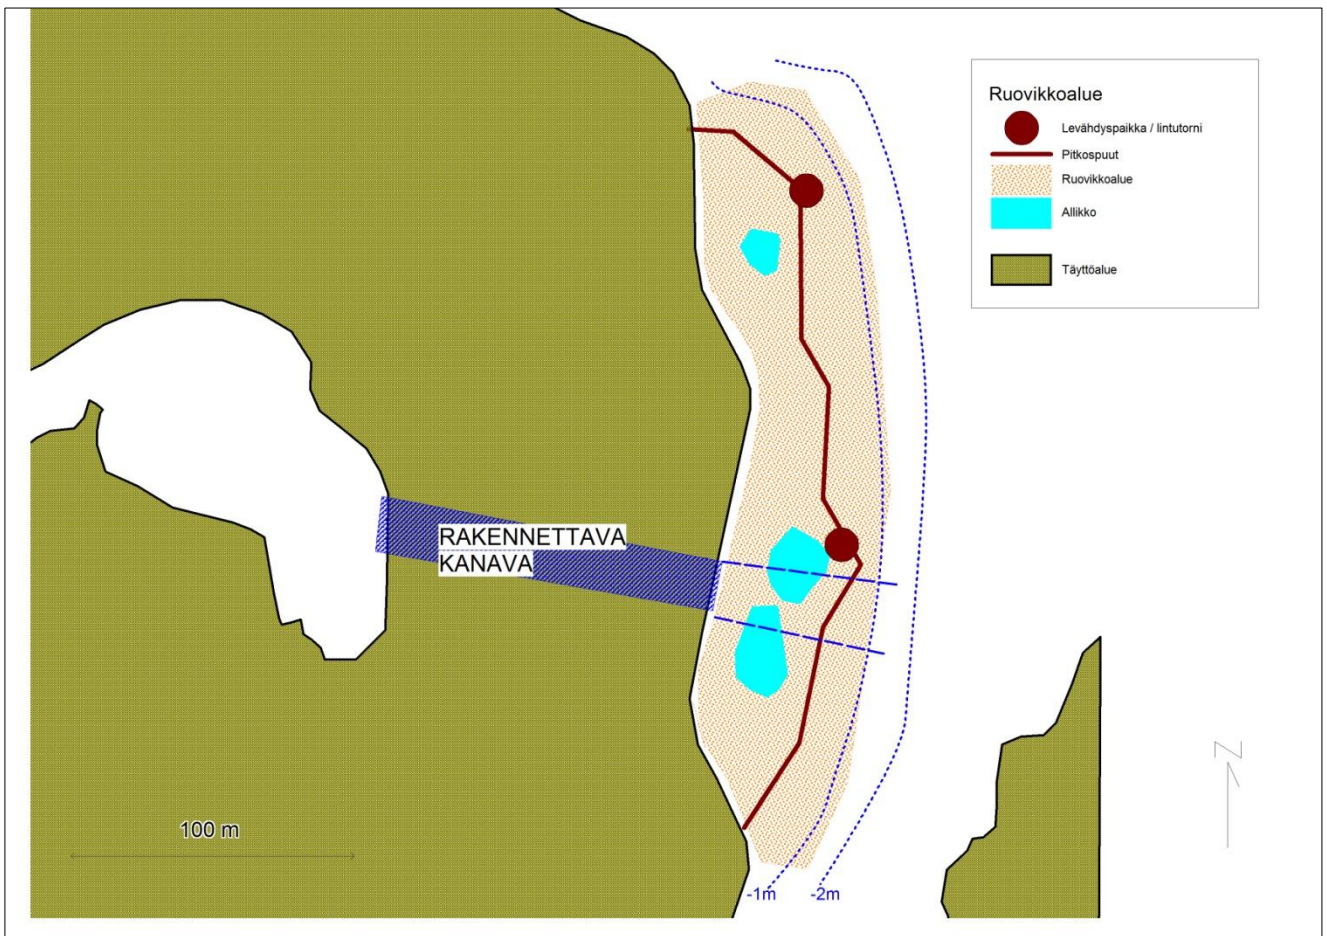 Ruovikkoalue
Levähdyspaikka / lintutorni
Pitkospuut
Ruovikkoalue
Allikko
Täyttöalue
RAKENNETTAVA
KANAVA
100 m
-1m
-2m
N